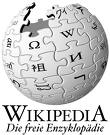 Ω W И
WIKIPEDIA
Die freie Enzyklopädie